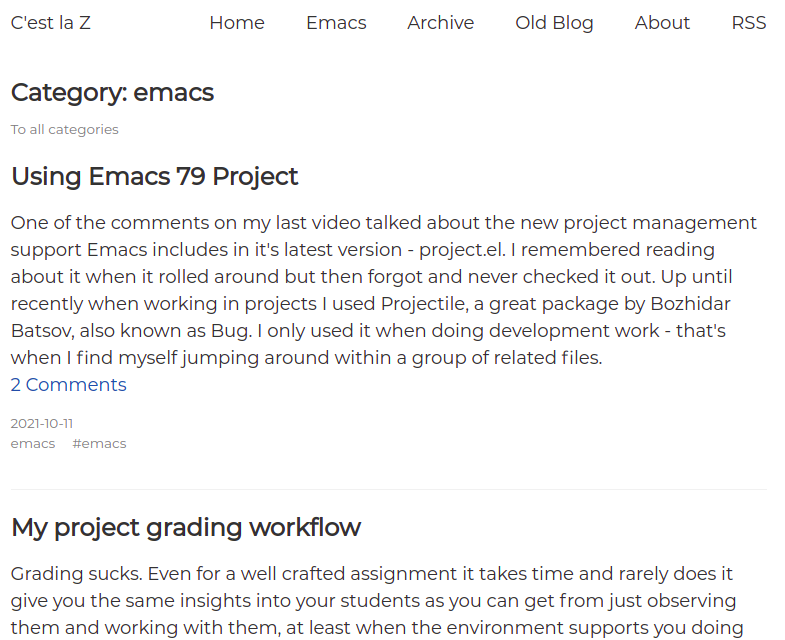 C'est la Z Home Emacs Archive Old Blog About RSS
Category: emacs
To all categories
Using Emacs 79 Project
One of the comments on my last video talked about the new project management
support Emacs includes in it's latest version - project.el. I remembered reading
about it when it rolled around but then forgot and never checked it out. Up until
recently when working in projects I used Projectile, a great package by Bozhidar
Batsov, also known as Bug. I only used it when doing development work - that's
when I find myself jumping around within a group of related files.
2 Comments
2021-10-11
emacs #emacs
My project grading workflow
Grading sucks. Even for a well crafted assignment it takes time and rarely does it
give you the same insights into your students as you can get from just observing
them and working with them, at least when the environment supports you doing